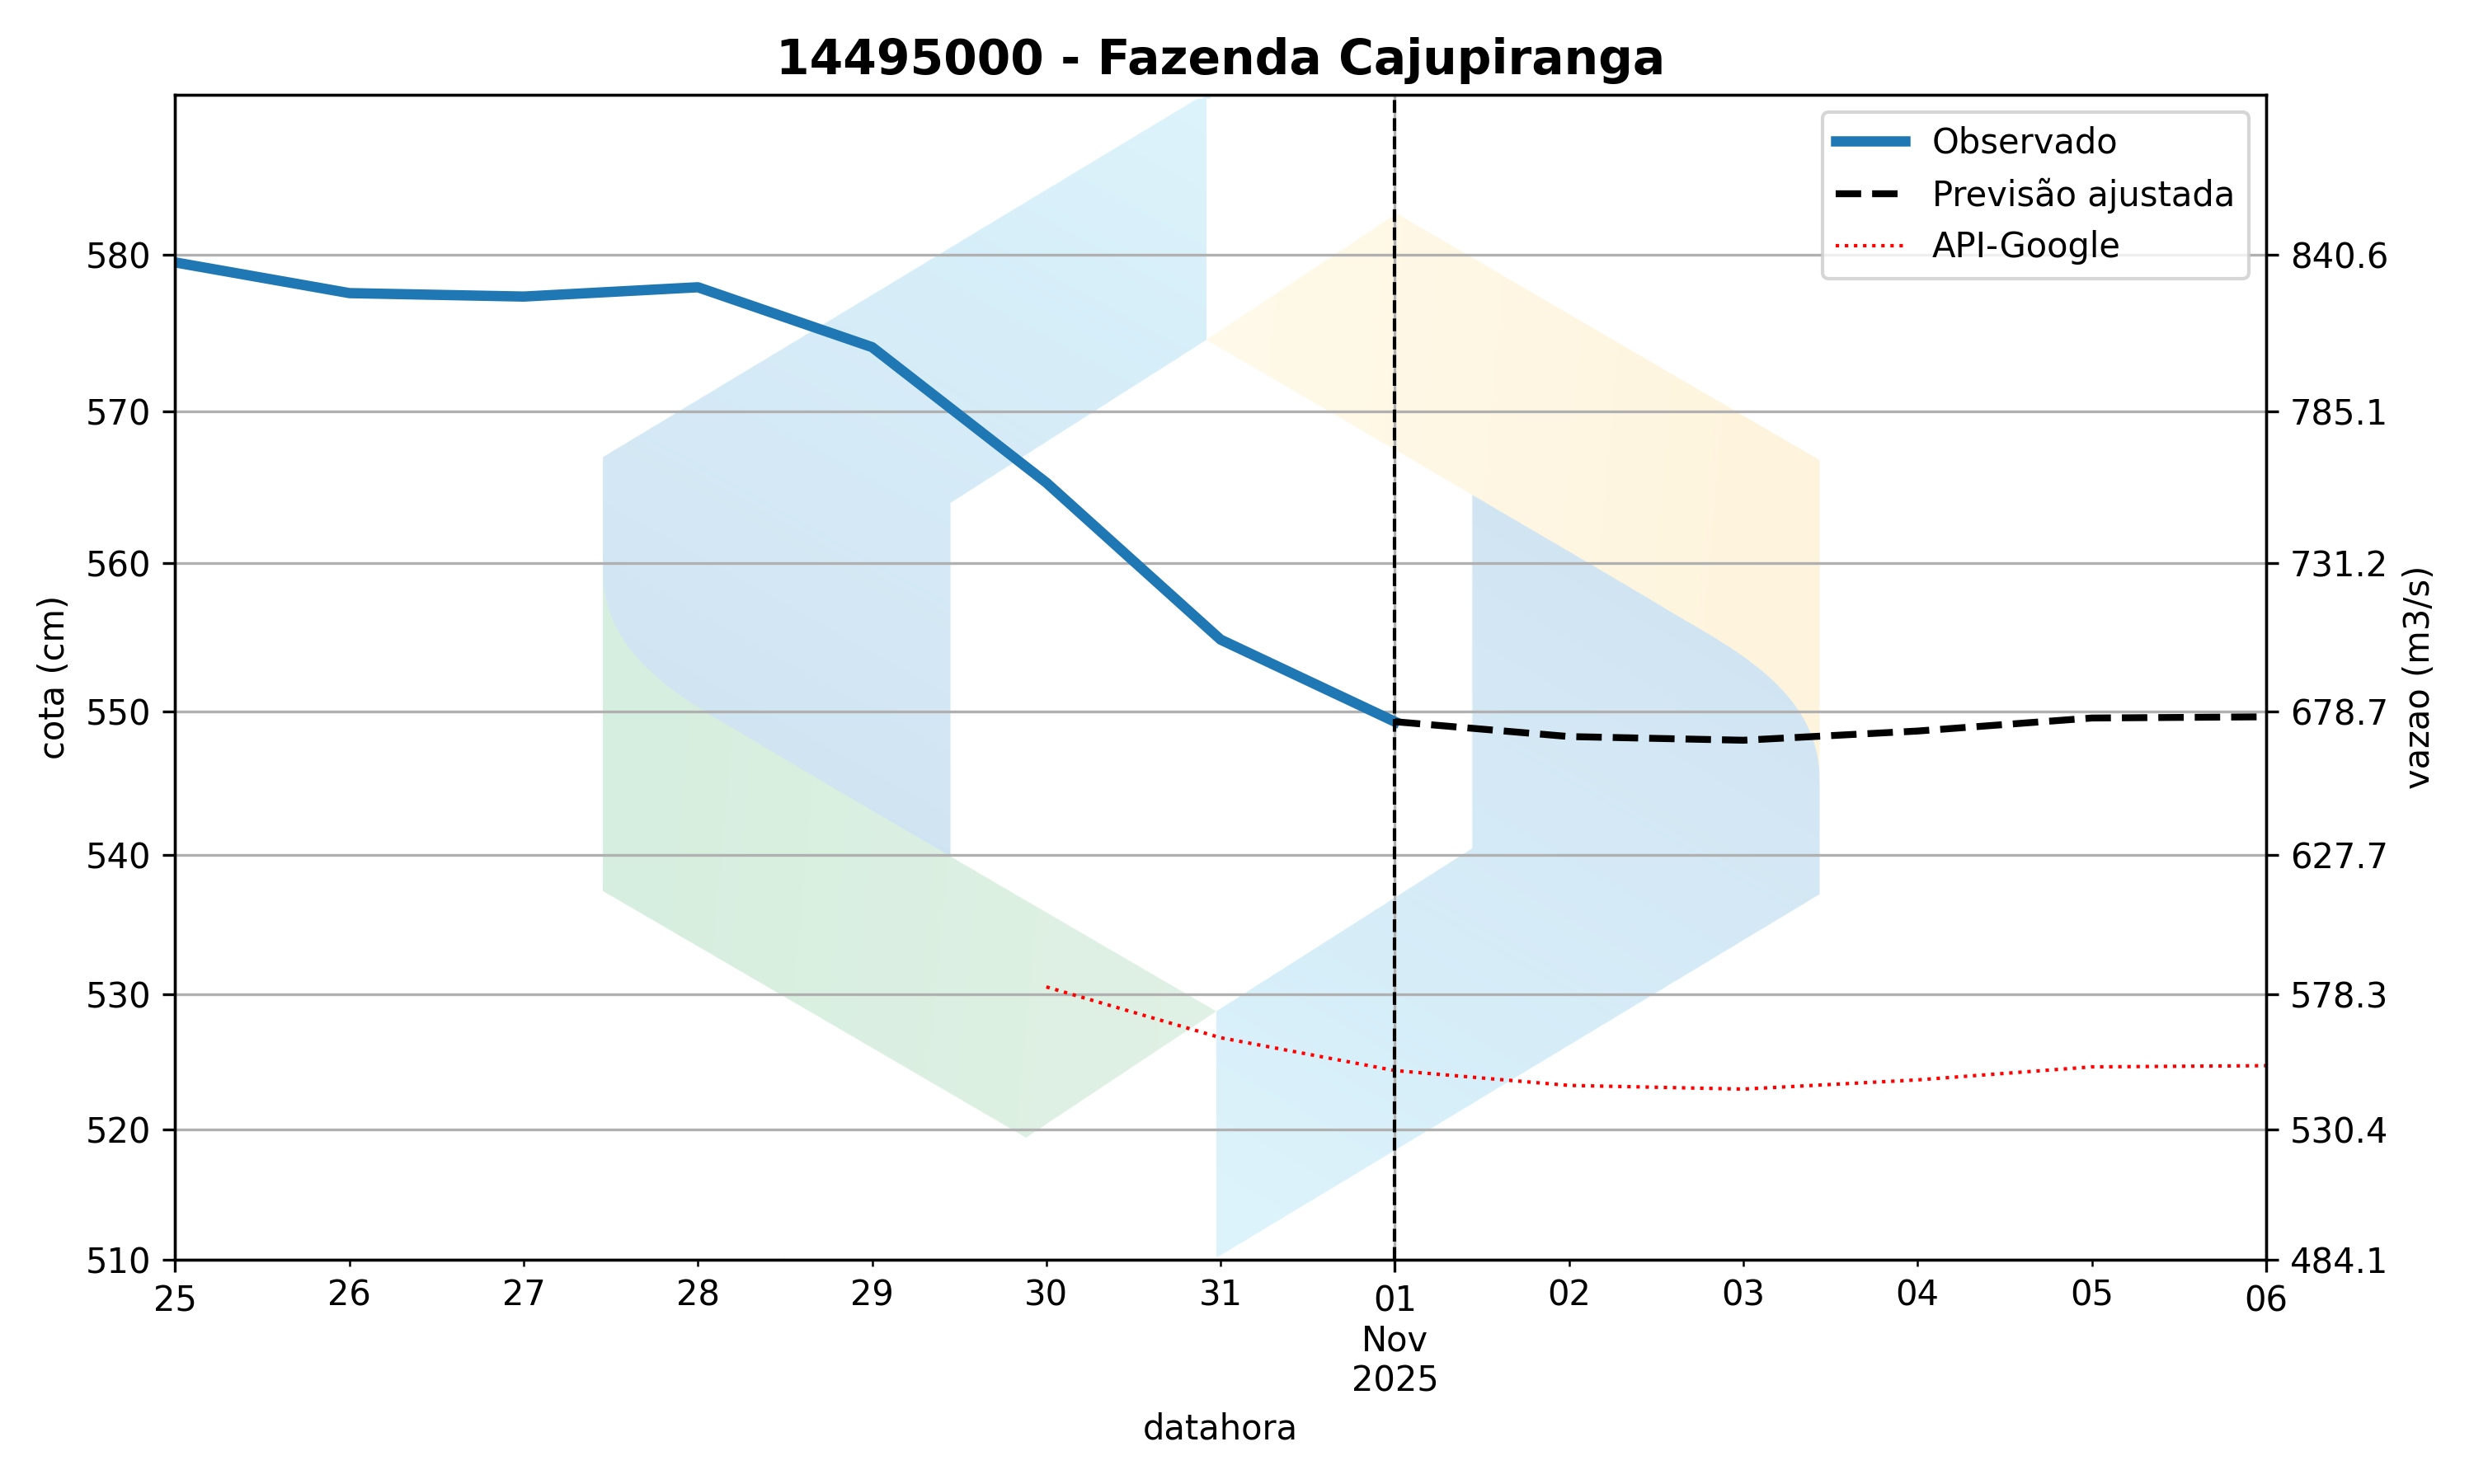 14495000 - Fazenda Cajupiranga
Observado
Previsão ajustada
API-Google
580
570
560
550
540
530
520
510
cota (cm)
840.6
785.1
731.2
678.7
627.7
578.3
530.4
484.1
vazao (m3/s)
25 26 27 28 29 30 31 01 02 03 04 05 06
Nov
2025
datahora